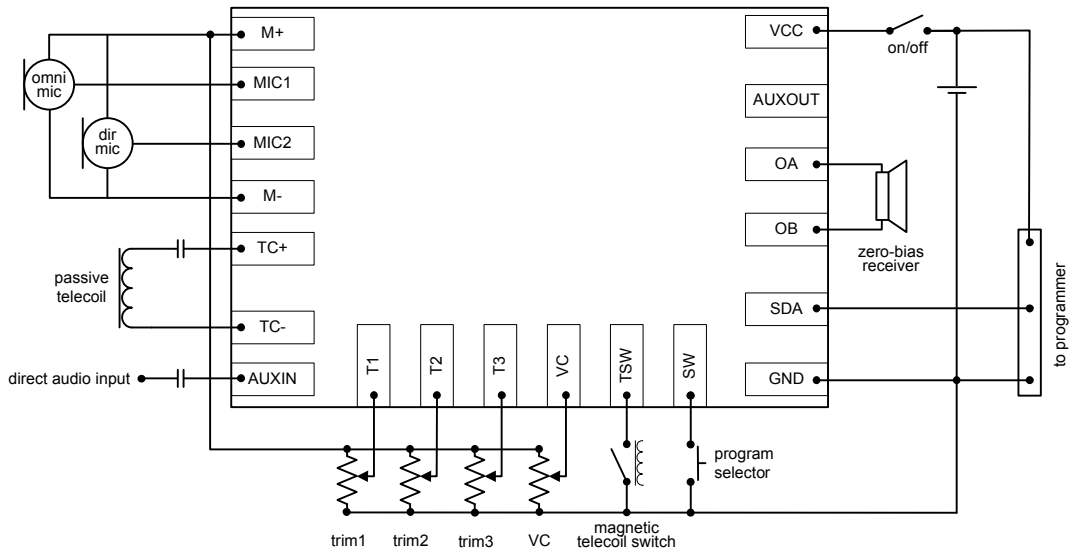 M+
MIC1
MIC2
M-
TC+
TC-
AUXIN
omni
mic
dir
mic
passive
telecoil
direct audio input
T1
T2
T3
VC
TSW
SW
VCC
AUXOUT
OA
OB
SDA
GND
on/off
zero-bias
receiver
to programmer
program
selector
trim1
trim2
trim3
VC
magnetic
telecoil switch